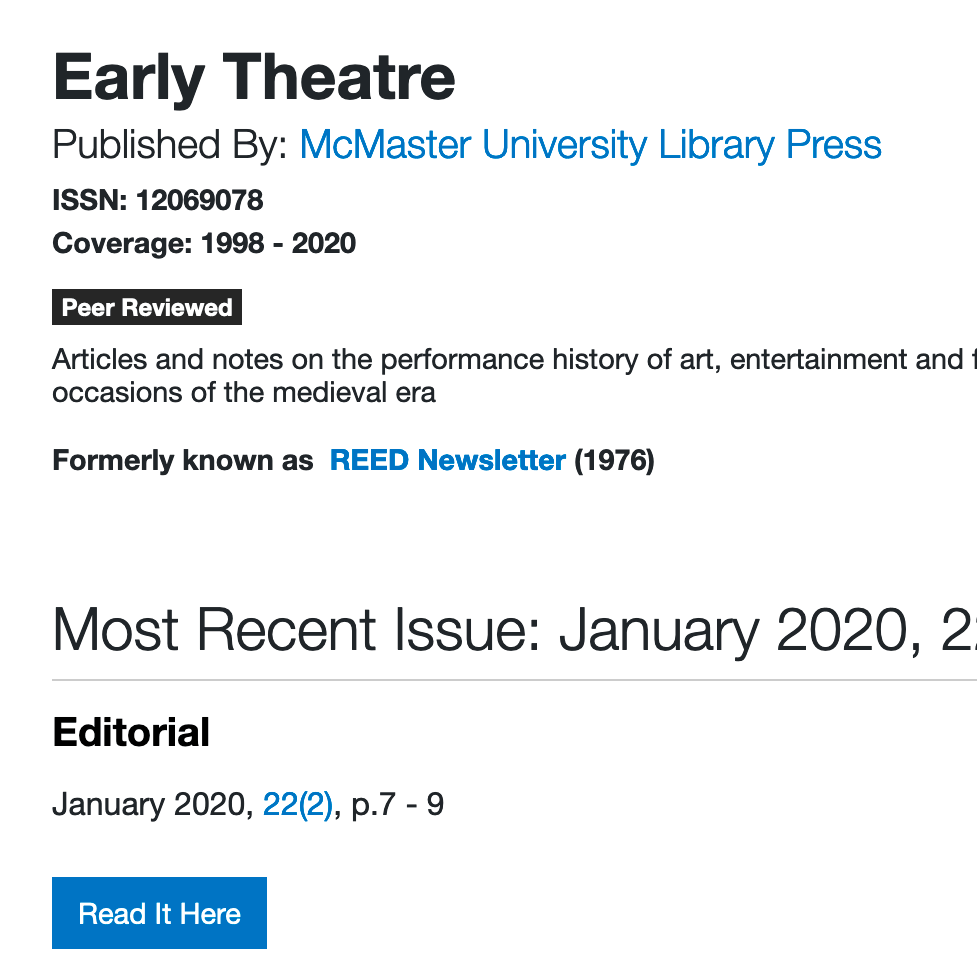 Early Theatre
Published By: McMaster University Library Press
ISSN: 12069078
Coverage: 1998 - 2020
Peer Reviewed
Articles and notes on the performance history of art, entertainment and
occasions of the medieval era
Formerly known as REED Newsletter (1976)
Most Recent Issue: January 2020,
Editorial
January 2020, 22(2), p.7 - 9
Read It Here